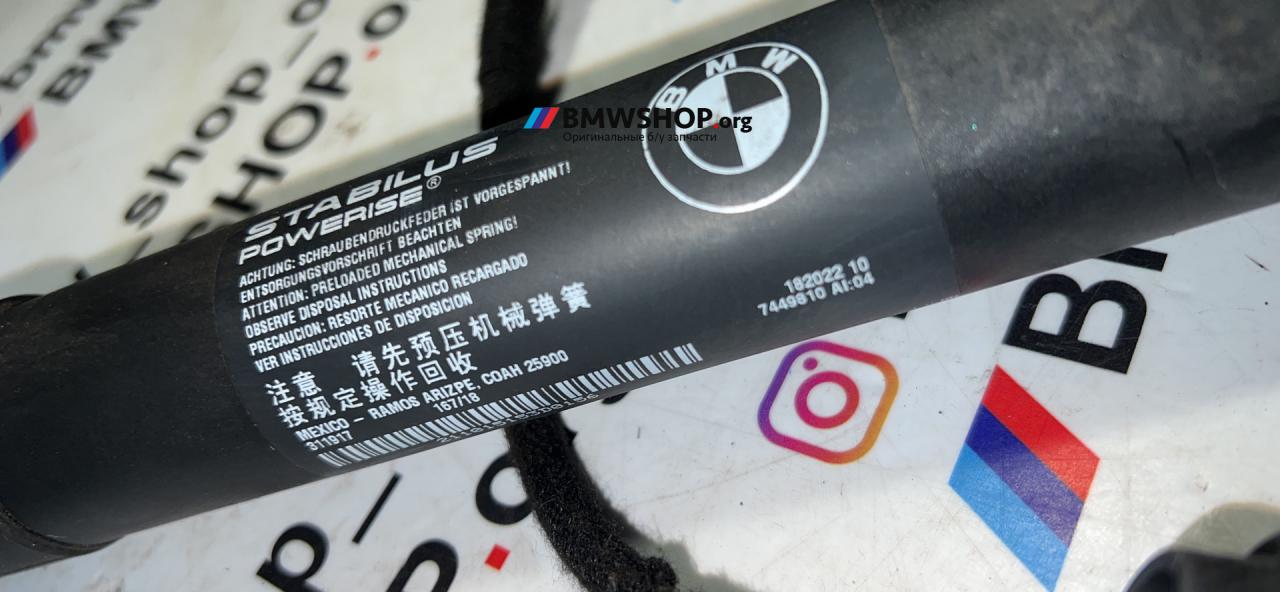 BMW
BMWSHOP.org
Оригинальные б/у запчасти
STABILUS
POWERISE®
ACHTUNG: SCHRAUBENDRUCKFEDER IST VORGESPANNT!
ENTSORGUNGSVORSCHRIFT BEACHTEN
ATTENTION: PRELOADED MECHANICAL SPRING!
OBSERVE DISPOSAL INSTRUCTIONS
PRECAUCION: RESORTE MECANICO RECARGADO
VER INSTRUCCIONES DE DISPOSICION
注意 请先预压机械弹簧
按规定操作回收
MEXICO - RAMOS ARIZPE, COAH 25900
311917 167/18
182022 10
7449810 AI:04
shop_o
SHOP.